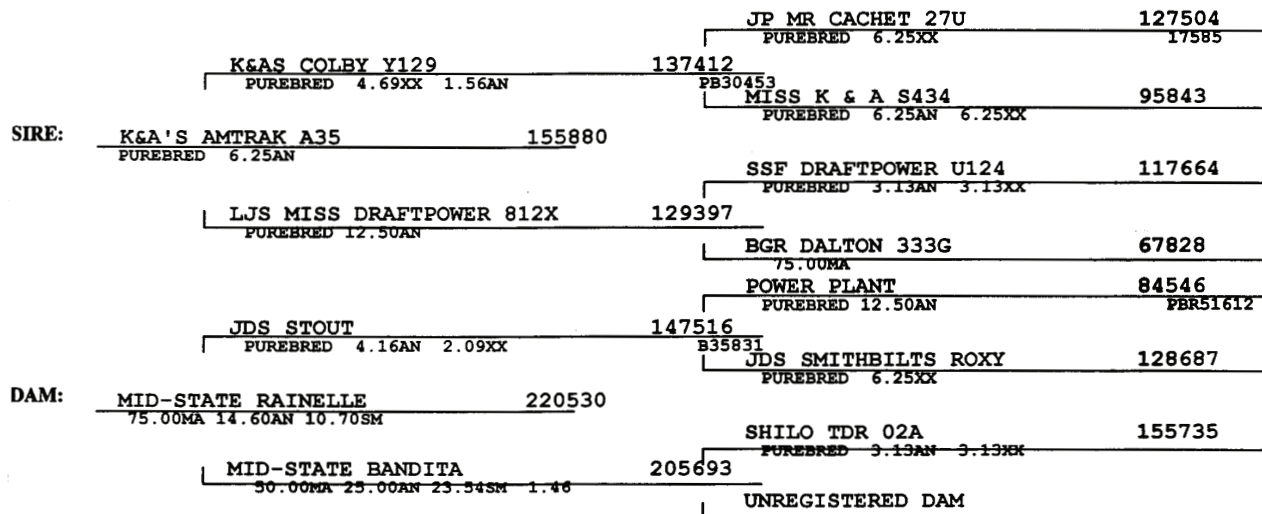 JP MR CACHET 27U 127504
PUREBRED 6.25XX 17585
K&AS COLBY Y129 137412
PUREBRED 4.69XX 1.56AN PB30453
MISS K & A S434 95843
PUREBRED 6.25AN 6.25XX
SIRE: K&A'S AMTRAK A35 155880
PUREBRED 6.25AN
SSF DRAFTPOWER U124 117664
PUREBRED 3.13AN 3.13XX
LJS MISS DRAFTPOWER 812X 129397
PUREBRED 12.50AN
BGR DALTON 333G 67828
75.00MA
POWER PLANT 84546
PUREBRED 12.50AN PBR51612
JDS STOUT 147516
PUREBRED 4.16AN 2.09XX B35831
JDS SMITHBILTS ROXY 128687
PUREBRED 6.25XX
DAM: MID-STATE RAINELLE 220530
75.00MA 14.60AN 10.70SM
SHILO TDR 02A 155735
PUREBRED 3.13AN 3.13XX
MID-STATE BANDITA 205693
50.00MA 25.00AN 23.54SM 1.46
UNREGISTERED DAM